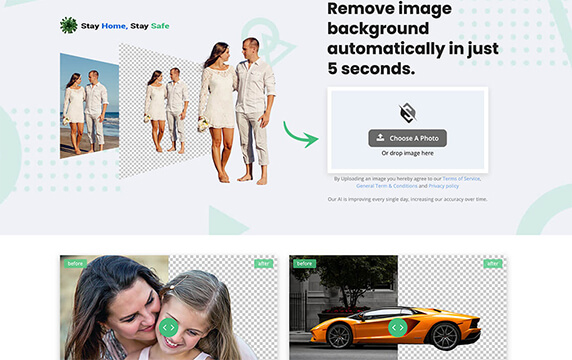 Stay Home, Stay Safe
Remove image
background
automatically in just
5 seconds.
Choose A Photo
Or drop image here
By Uploading an image you hereby agree to our Terms of Service,
General Term & Conditions and Privacy policy
Our AI is improving every single day, increasing our accuracy over time.
before
after
before
after